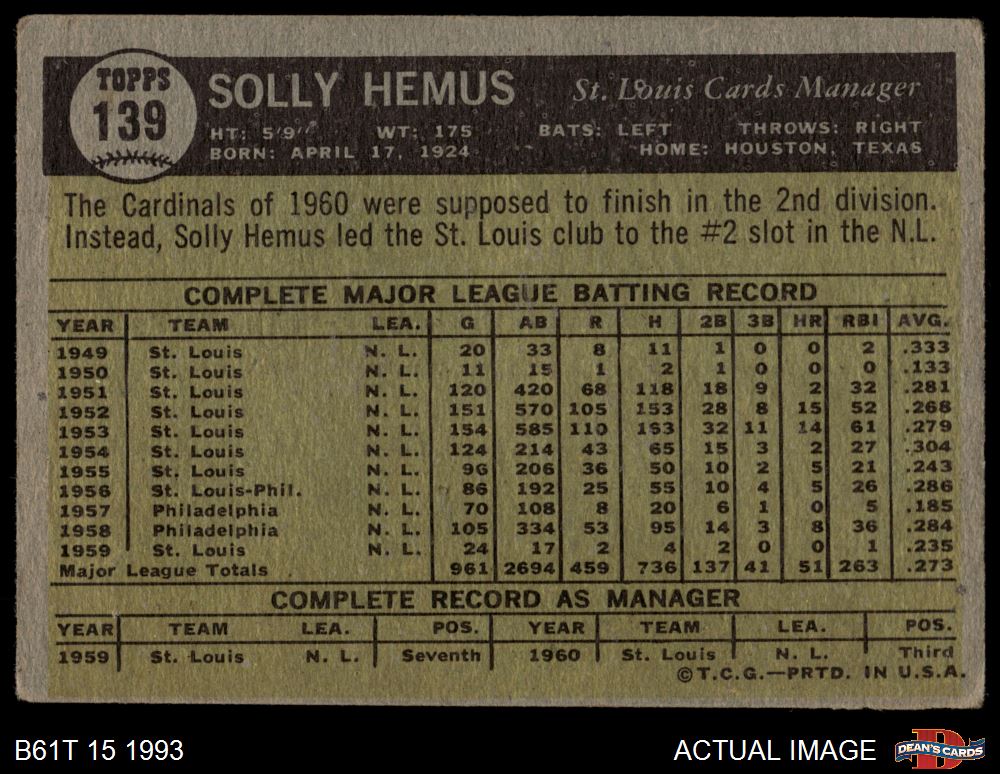 TOPPS
139
SOLLY HEMUS
St. Louis Cards Manager
HT: 5'9" WT: 175 BATS: LEFT THROWS: RIGHT
BORN: APRIL 17, 1924 HOME: HOUSTON, TEXAS
The Cardinals of 1960 were supposed to finish in the 2nd division.
Instead, Solly Hemus led the St. Louis club to the #2 slot in the N.L.
COMPLETE MAJOR LEAGUE BATTING RECORD
YEAR TEAM LEA. G AB R H 2B 3B HR RBI AVG.
1949 St. Louis N. L. 20 33 8 11 1 0 0 2 .333
1950 St. Louis N. L. 11 15 1 2 1 0 0 0 .133
1951 St. Louis N. L. 120 420 68 118 18 9 2 32 .281
1952 St. Louis N. L. 151 570 105 153 28 8 15 52 .268
1953 St. Louis N. L. 154 585 110 163 32 11 14 61 .279
1954 St. Louis N. L. 124 214 43 65 15 3 2 27 .304
1955 St. Louis N. L. 96 206 36 50 10 2 5 21 .243
1956 St. Louis-Phil. N. L. 86 192 25 55 10 4 5 26 .286
1957 Philadelphia N. L. 70 108 8 20 6 1 0 5 .185
1958 Philadelphia N. L. 105 334 53 95 14 3 8 36 .284
1959 St. Louis N. L. 24 17 2 4 2 0 0 1 .235
Major League Totals 961 2694 459 736 137 41 51 263 .273
COMPLETE RECORD AS MANAGER
YEAR TEAM LEA. POS. YEAR TEAM LEA. POS.
1959 St. Louis N. L. Seventh 1960 St. Louis N. L. Third
©T.C.G.—PRTD. IN U.S.A.
B61T 15 1993
ACTUAL IMAGE
D
DEAN'S CARDS